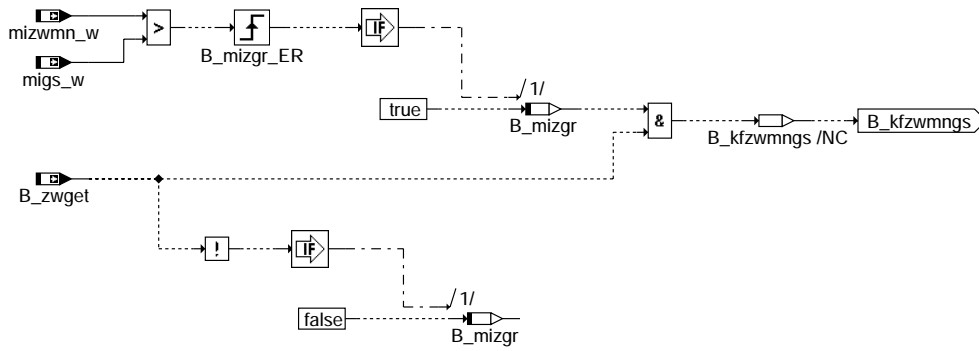 mizwmn_w
>
IF
migs_w
B_mizgr_ER
1/
true
B_mizgr
&
B_kfzwmngs /NC
B_kfzwmngs
B_zwget
!
IF
1/
false
B_mizgr